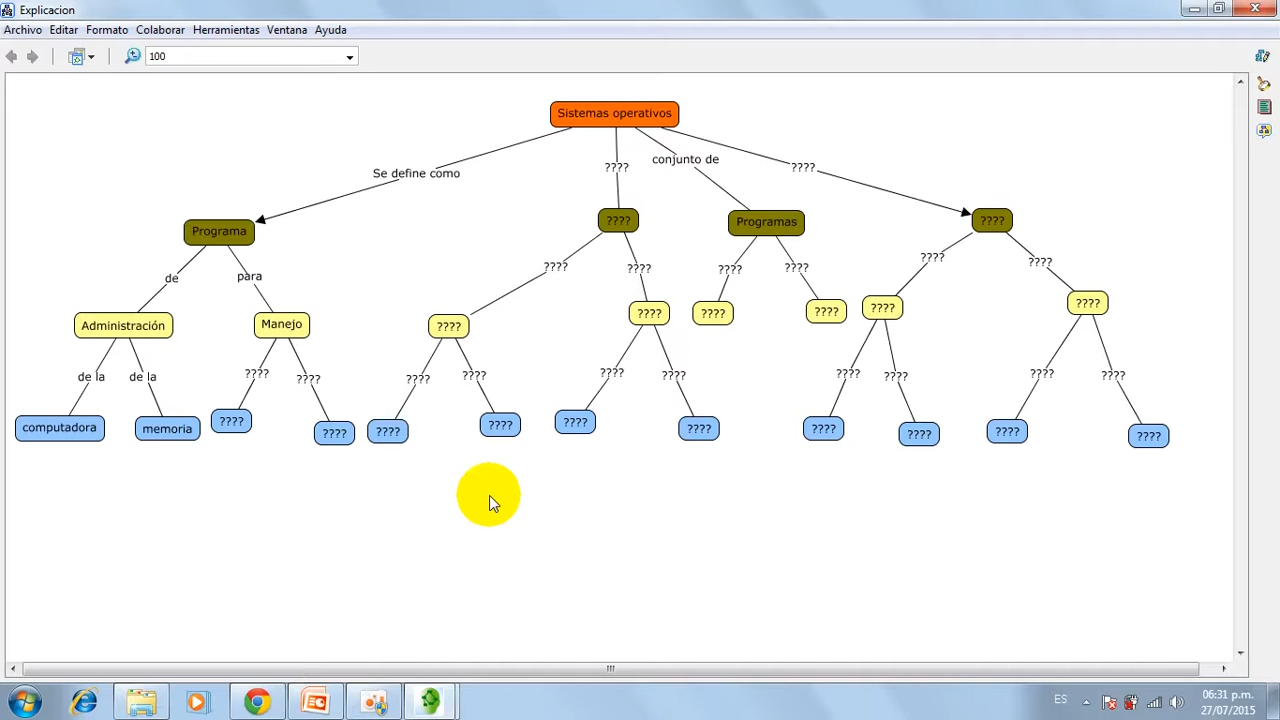 Explicacion
Archivo Editar Formato Colaborar Herramientas Ventana Ayuda
100
Sistemas operativos
Se define como ???? conjunto de ????
Programa ???? Programas ????
de para ???? ???? ???? ???? ???? ????
Administración Manejo ???? ???? ???? ???? ???? ????
de la de la ???? ???? ???? ???? ???? ???? ???? ???? ???? ????
computadora memoria ???? ???? ???? ???? ???? ???? ???? ???? ???? ????
ES 06:31 p.m.
27/07/2015